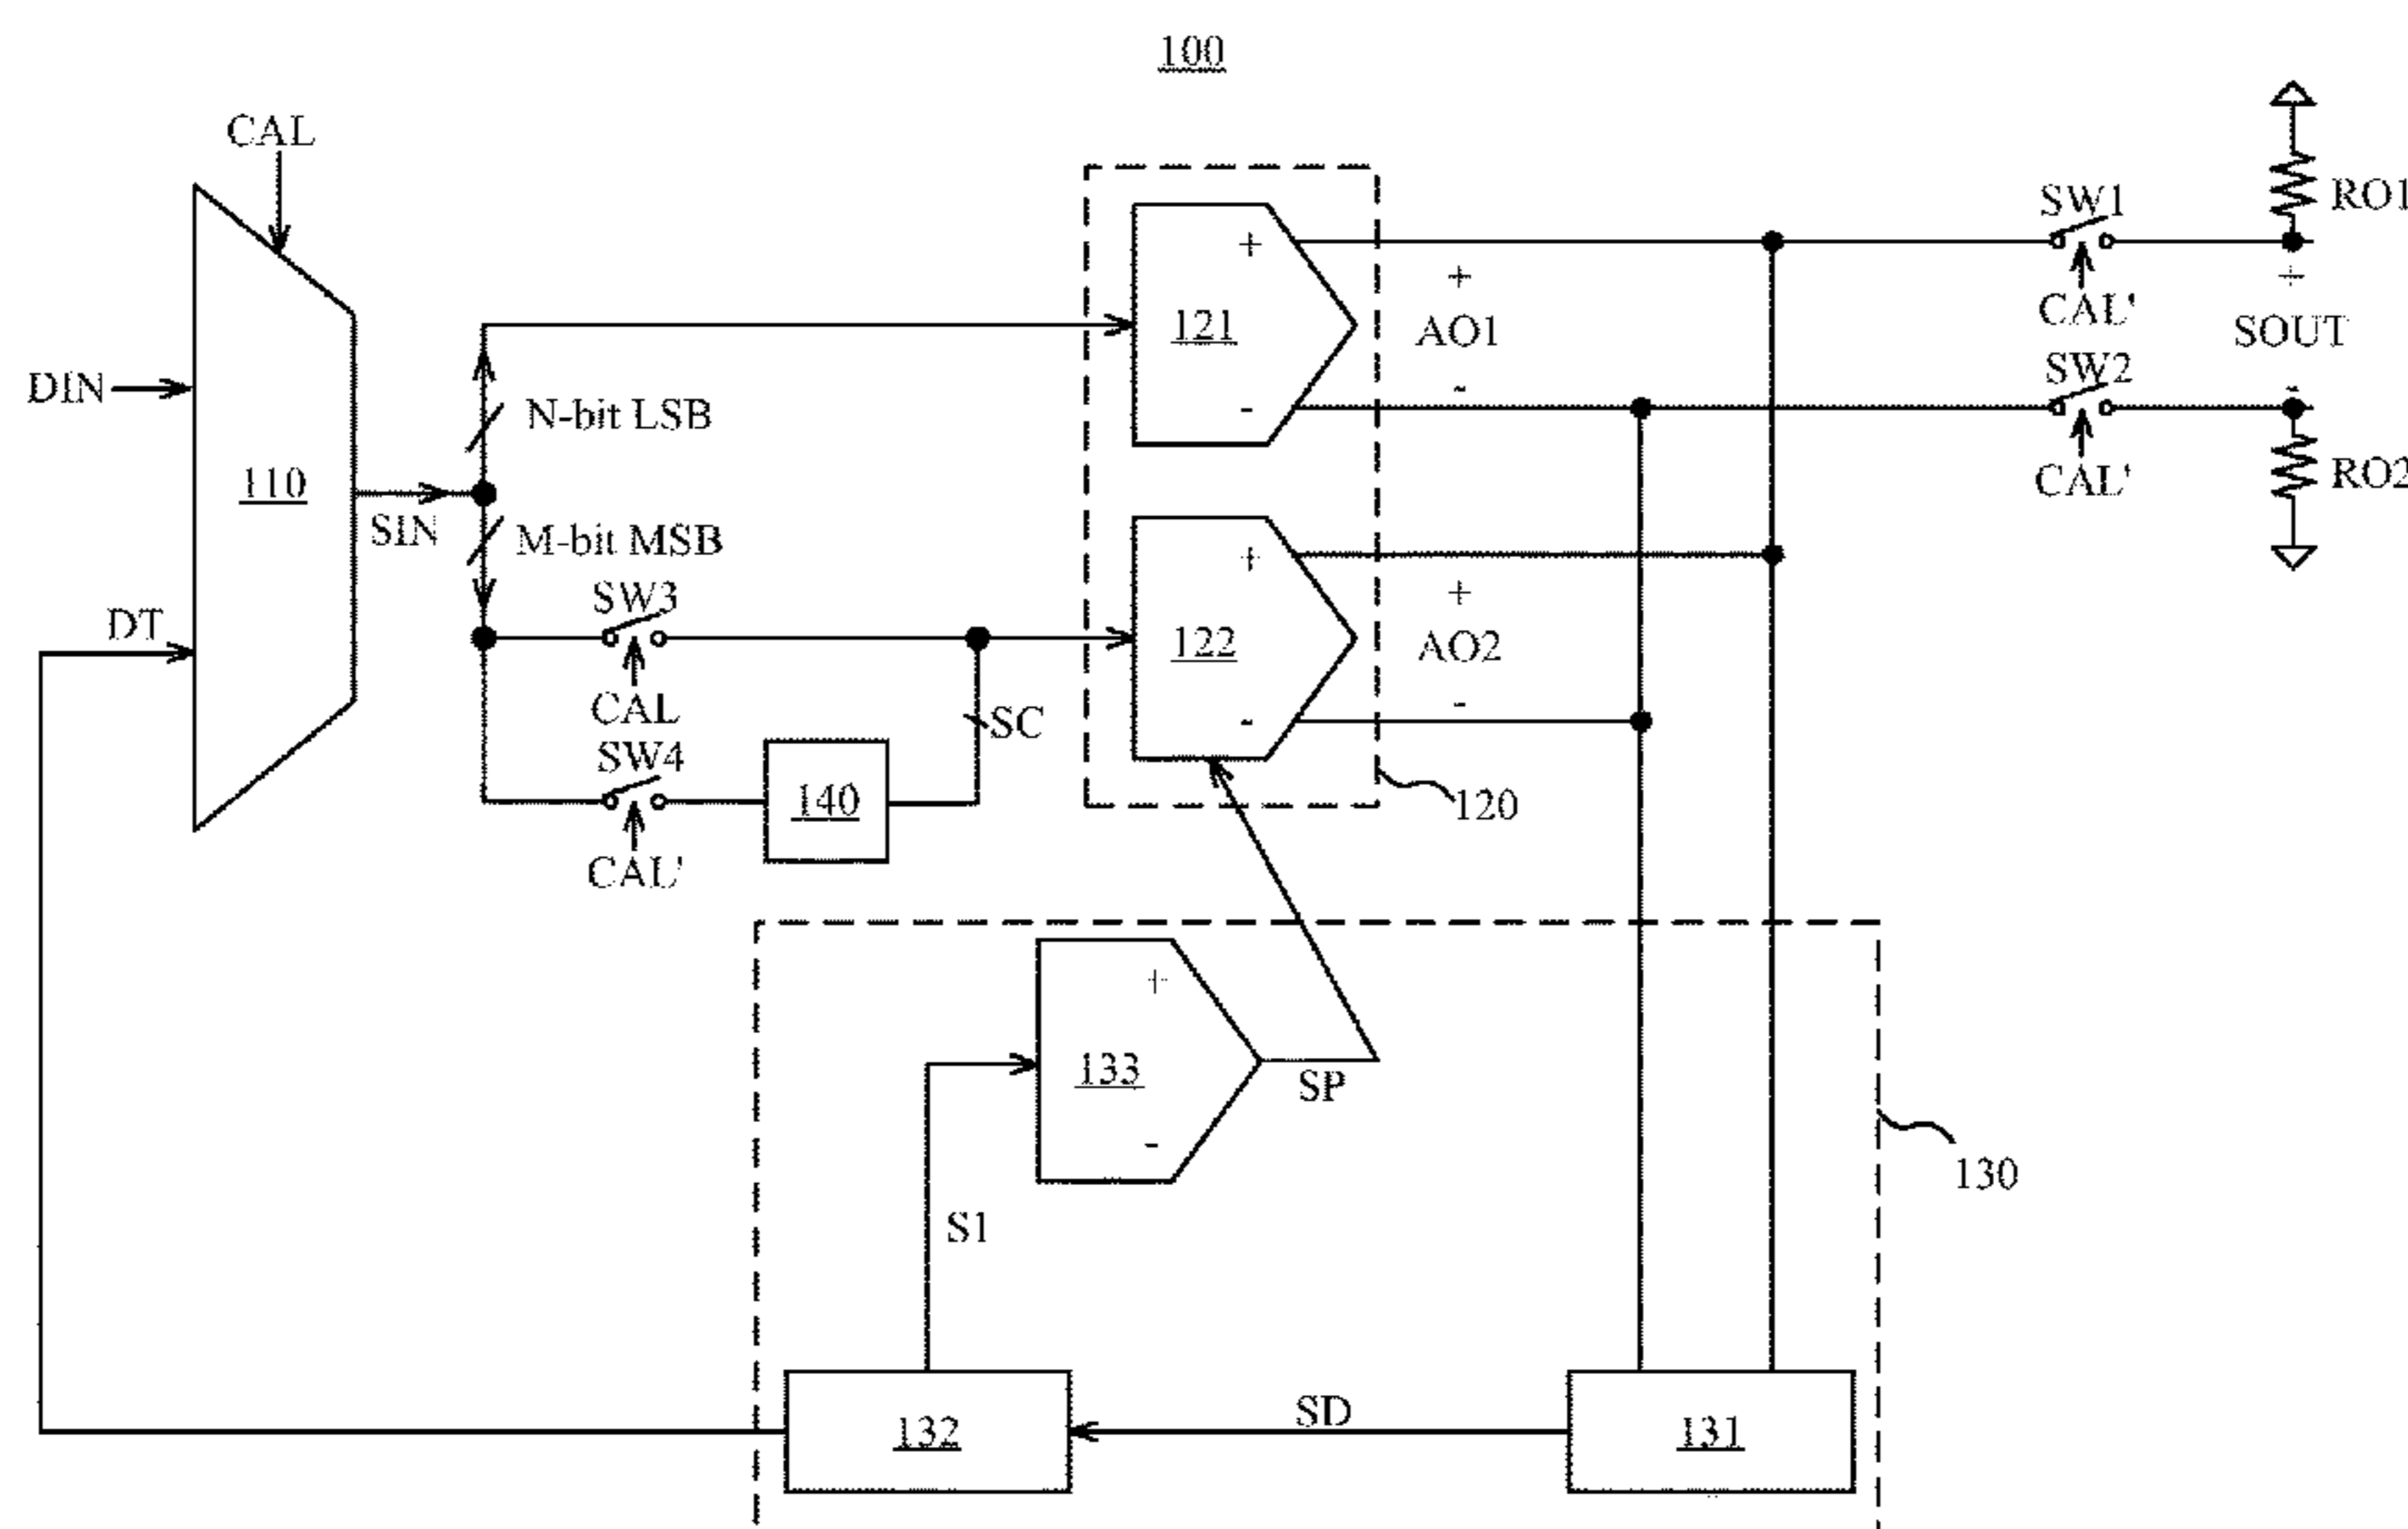 100
CAL
DIN
110
SIN
DT
N-bit LSB
M-bit MSB
SW3
CAL
SW4
CAL'
140
SC
+
121
-
+
AO1
-
+
122
-
+
AO2
-
120
SW1
CAL'
SW2
CAL'
RO1
+
SOUT
-
RO2
+
133
-
SP
S1
130
132
SD
131